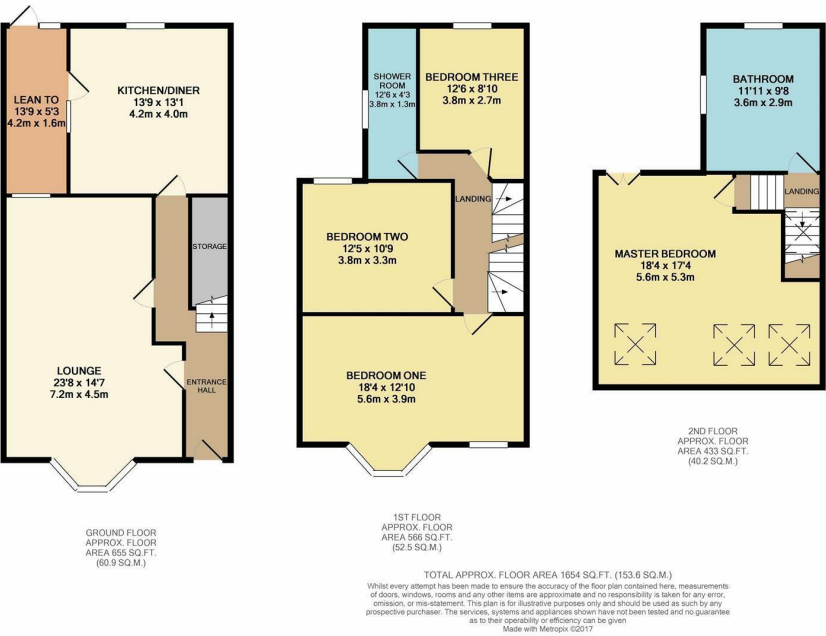 LEAN TO
13'9 x 5'3
4.2m x 1.6m
KITCHEN/DINER
13'9 x 13'1
4.2m x 4.0m
STORAGE
LOUNGE
23'8 x 14'7
7.2m x 4.5m
ENTRANCE
HALL
GROUND FLOOR
APPROX. FLOOR
AREA 655 SQ.FT.
(60.9 SQ.M.)
SHOWER
ROOM
12'6 x 4'3
3.8m x 1.3m
BEDROOM THREE
12'6 x 8'10
3.8m x 2.7m
LANDING
BEDROOM TWO
12'5 x 10'9
3.8m x 3.3m
BEDROOM ONE
18'4 x 12'10
5.6m x 3.9m
1ST FLOOR
APPROX. FLOOR
AREA 566 SQ.FT.
(52.5 SQ.M.)
BATHROOM
11'11 x 9'8
3.6m x 2.9m
LANDING
MASTER BEDROOM
18'4 x 17'4
5.6m x 5.3m
2ND FLOOR
APPROX. FLOOR
AREA 433 SQ.FT.
(40.2 SQ.M.)
TOTAL APPROX. FLOOR AREA 1654 SQ.FT. (153.6 SQ.M.)
Whilst every attempt has been made to ensure the accuracy of the floor plan contained here, measurements
of doors, windows, rooms and any other items are approximate and no responsibility is taken for any error,
omission, or mis-statement. This plan is for illustrative purposes only and should be used as such by any
prospective purchaser. The services, systems and appliances shown have not been tested and no guarantee
as to their operability or efficiency can be given
Made with Metropix ©2017